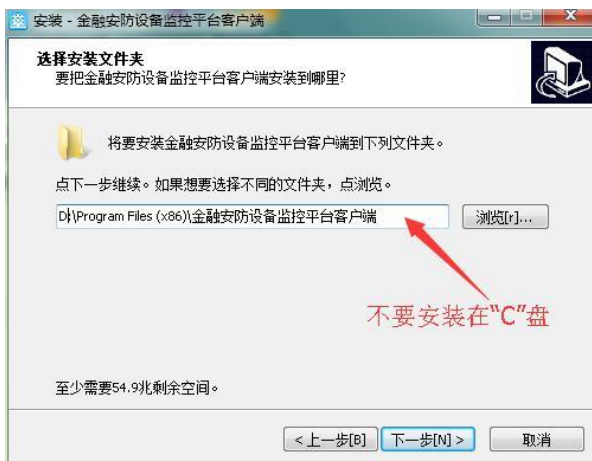 安装 - 金融安防设备监控平台客户端
选择安装文件夹
要把金融安防设备监控平台客户端安装到哪里?
将要安装金融安防设备监控平台客户端到下列文件夹。
点下一步继续。如果想要选择不同的文件夹，点浏览。
D:\Program Files (x86)\金融安防设备监控平台客户端
浏览[r]...
不要安装在"C"盘
至少需要54.9兆剩余空间。
<上一步[B] 下一步[N]> 取消